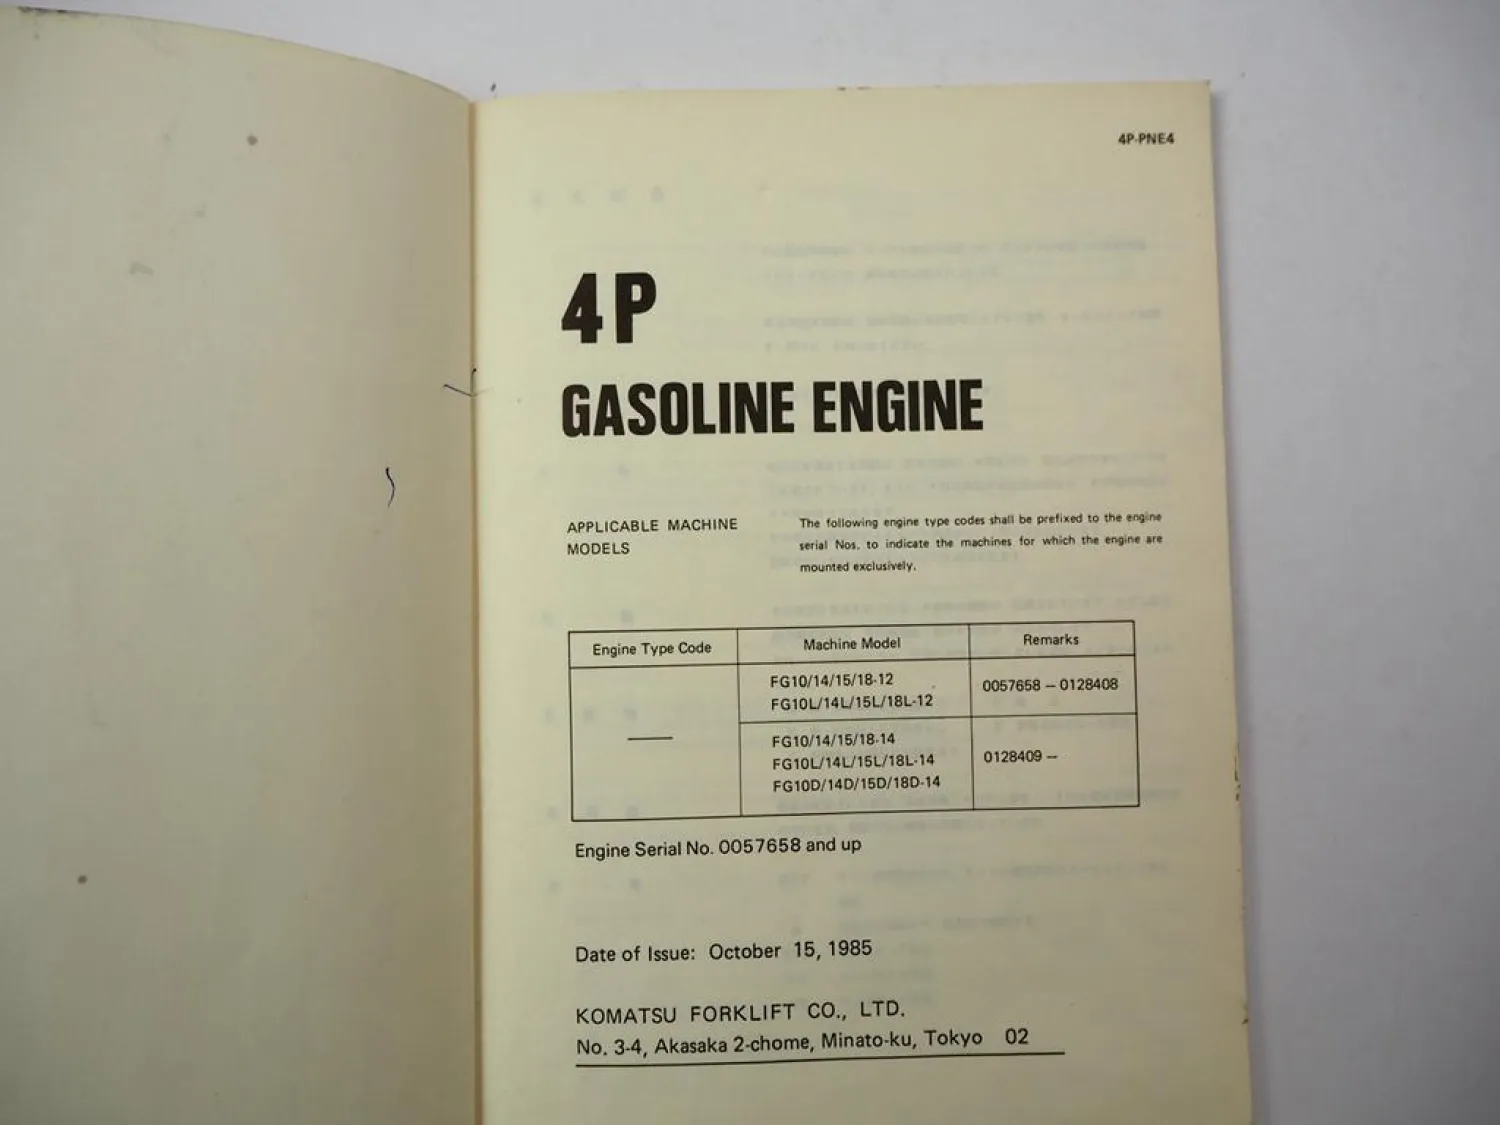 4P-PNE4
4P
GASOLINE ENGINE
APPLICABLE MACHINE
MODELS
The following engine type codes shall be prefixed to the engine
serial Nos. to indicate the machines for which the engine are
mounted exclusively.
Engine Type Code Machine Model Remarks
FG10/14/15/18-12
FG10L/14L/15L/18L-12
0057658 – 0128408
FG10/14/15/18-14
FG10L/14L/15L/18L-14
FG10D/14D/15D/18D-14
0128409 –
Engine Serial No. 0057658 and up
Date of Issue: October 15, 1985
KOMATSU FORKLIFT CO., LTD.
No. 3-4, Akasaka 2-chome, Minato-ku, Tokyo 02